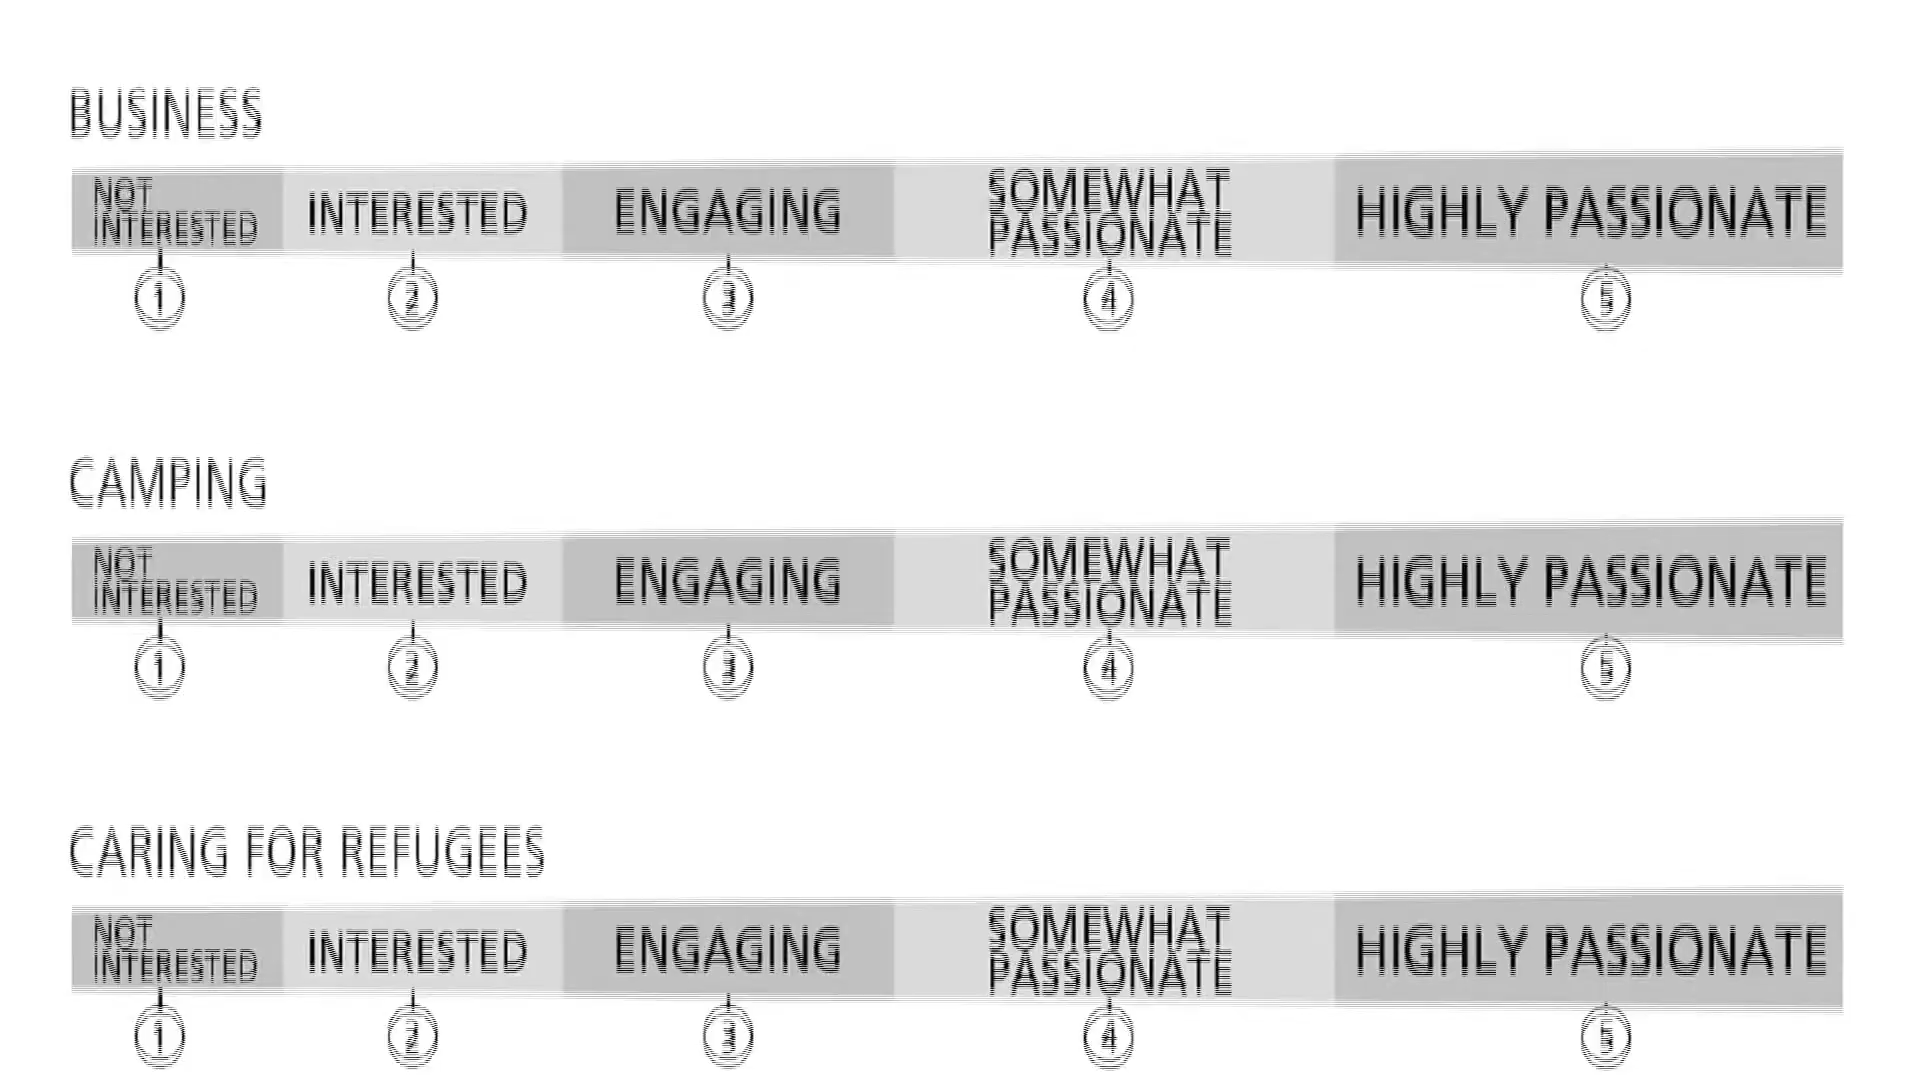 BUSINESS
NOT
INTERESTED
INTERESTED
ENGAGING
SOMEWHAT
PASSIONATE
HIGHLY PASSIONATE
1 2 3 4 5
CAMPING
NOT
INTERESTED
INTERESTED
ENGAGING
SOMEWHAT
PASSIONATE
HIGHLY PASSIONATE
1 2 3 4 5
CARING FOR REFUGEES
NOT
INTERESTED
INTERESTED
ENGAGING
SOMEWHAT
PASSIONATE
HIGHLY PASSIONATE
1 2 3 4 5